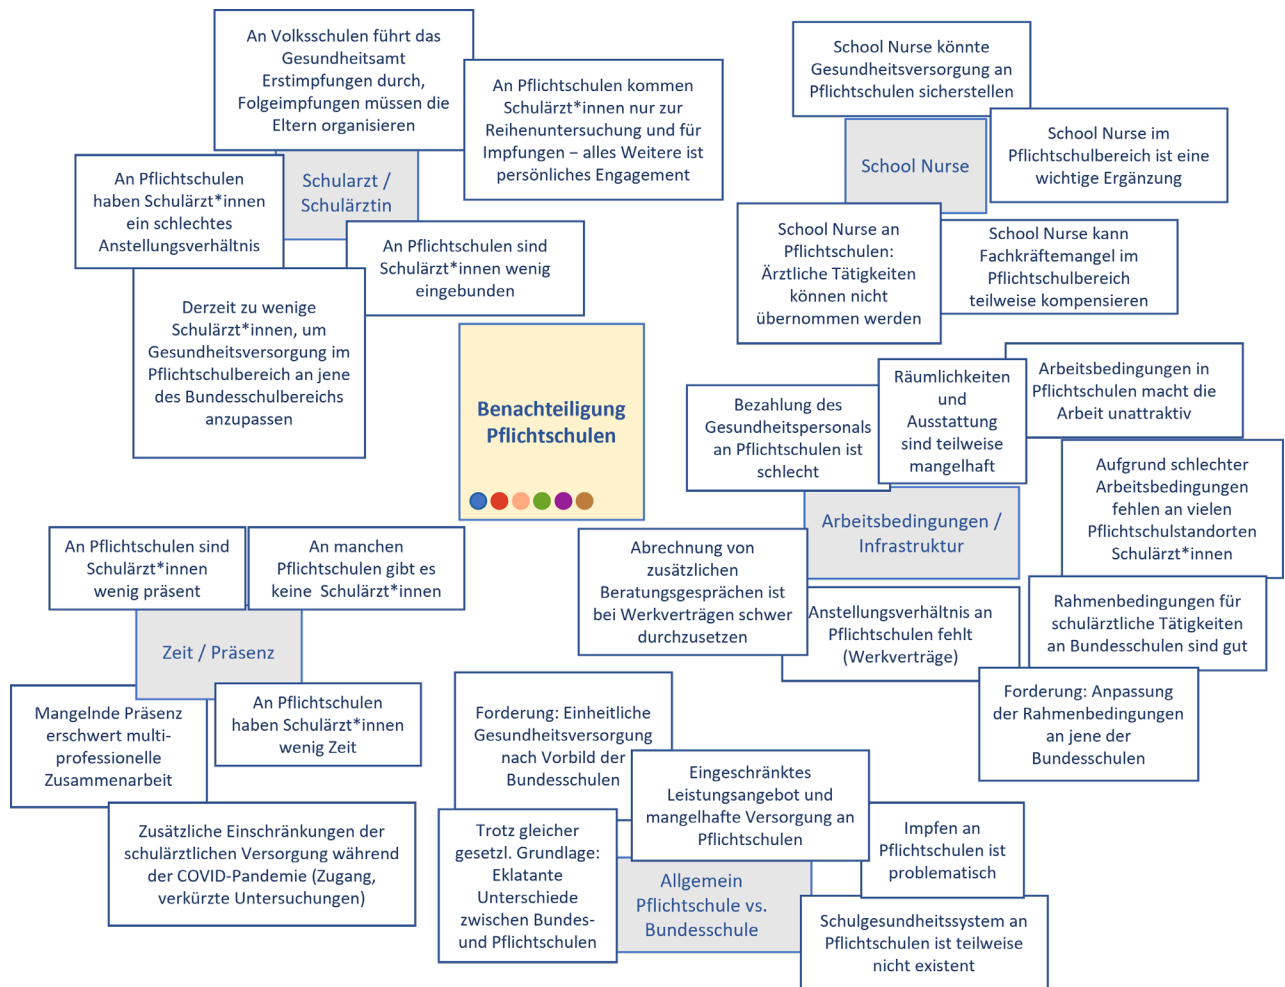 An Volksschulen führt das
Gesundheitsamt
Erstimpfungen durch,
Folgeimpfungen müssen die
Eltern organisieren
An Pflichtschulen kommen
Schulärzt*innen nur zur
Reihenuntersuchung und für
Impfungen – alles Weitere ist
persönliches Engagement
An Pflichtschulen
haben Schulärzt*innen
ein schlechtes
Anstellungsverhältnis
Schularzt /
Schulärztin
An Pflichtschulen sind
Schulärzt*innen wenig
eingebunden
Derzeit zu wenige
Schulärzt*innen, um
Gesundheitsversorgung im
Pflichtschulbereich an jene
des Bundesschulbereichs
anzupassen
School Nurse könnte
Gesundheitsversorgung an
Pflichtschulen sicherstellen
School Nurse
School Nurse im
Pflichtschulbereich ist eine
wichtige Ergänzung
School Nurse an
Pflichtschulen:
Ärztliche Tätigkeiten
können nicht
übernommen werden
School Nurse kann
Fachkräftemangel im
Pflichtschulbereich
teilweise kompensieren
Benachteiligung
Pflichtschulen
Bezahlung des
Gesundheitspersonals
an Pflichtschulen ist
schlecht
Räumlichkeiten
und
Ausstattung
sind teilweise
mangelhaft
Arbeitsbedingungen in
Pflichtschulen macht die
Arbeit unattraktiv
Aufgrund schlechter
Arbeitsbedingungen
fehlen an vielen
Pflichtschulstandorten
Schulärzt*innen
Arbeitsbedingungen /
Infrastruktur
Abrechnung von
zusätzlichen
Beratungsgesprächen ist
bei Werkverträgen schwer
durchzusetzen
Anstellungsverhältnis an
Pflichtschulen fehlt
(Werkverträge)
Rahmenbedingungen für
schulärztliche Tätigkeiten
an Bundesschulen sind gut
Forderung: Anpassung
der Rahmenbedingungen
an jene der
Bundesschulen
An Pflichtschulen sind
Schulärzt*innen
wenig präsent
An manchen
Pflichtschulen gibt es
keine Schulärzt*innen
Zeit / Präsenz
Mangelnde Präsenz
erschwert multi-
professionelle
Zusammenarbeit
An Pflichtschulen
haben Schulärzt*innen
wenig Zeit
Zusätzliche Einschränkungen der
schulärztlichen Versorgung während
der COVID-Pandemie (Zugang,
verkürzte Untersuchungen)
Forderung: Einheitliche
Gesundheitsversorgung
nach Vorbild der
Bundesschulen
Eingeschränktes
Leistungsangebot und
mangelhafte Versorgung an
Pflichtschulen
Trotz gleicher
gesetzl. Grundlage:
Eklatante
Unterschiede
zwischen Bundes-
und Pflichtschulen
Allgemein
Pflichtschule vs.
Bundesschule
Impfen an
Pflichtschulen ist
problematisch
Schulgesundheitssystem an
Pflichtschulen ist teilweise
nicht existent